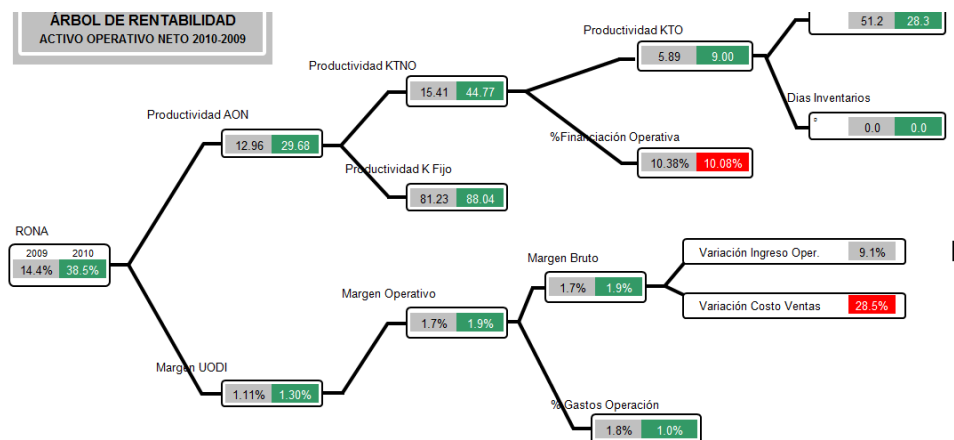 ÁRBOL DE RENTABILIDAD
ACTIVO OPERATIVO NETO 2010-2009
51.2 28.3
Productividad KTO
5.89 9.00
Productividad KTNO
15.41 44.77
Dias Inventarios
0.0 0.0
Productividad AON
12.96 29.68
%Financiación Operativa
10.38% 10.08%
Productividad K Fijo
81.23 88.04
RONA
2009 2010
14.4% 38.5%
Margen Bruto
1.7% 1.9%
Variación Ingreso Oper. 9.1%
Variación Costo Ventas 28.5%
Margen Operativo
1.7% 1.9%
Margen UODI
1.11% 1.30%
% Gastos Operación
1.8% 1.0%